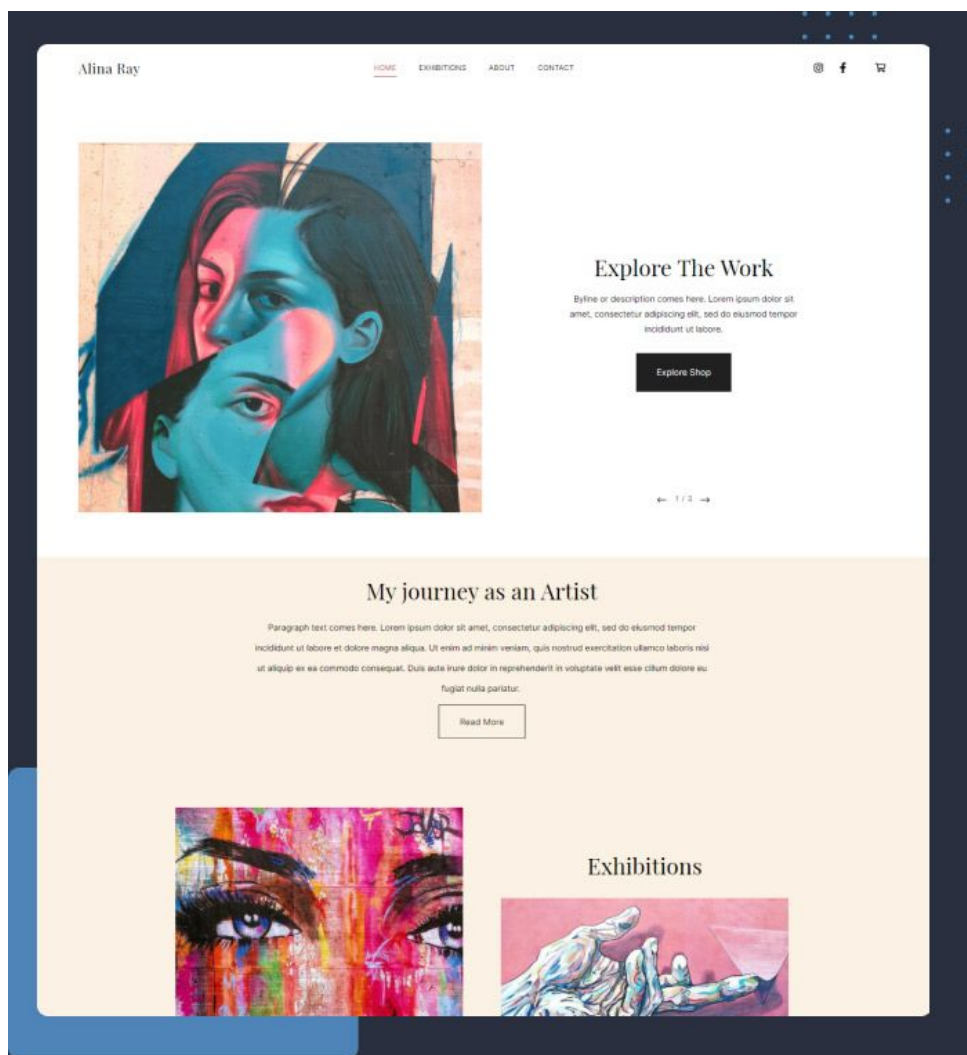 Alina Ray
HOME EXHIBITIONS ABOUT CONTACT
Explore The Work
Byline or description comes here. Lorem ipsum dolor sit
amet, consectetur adipiscing elit, sed do eiusmod tempor
incididunt ut labore.
Explore Shop
← 1 / 3 →
My journey as an Artist
Paragraph text comes here. Lorem ipsum dolor sit amet, consectetur adipiscing elit, sed do eiusmod tempor
incididunt ut labore et dolore magna aliqua. Ut enim ad minim veniam, quis nostrud exercitation ullamco laboris nisi
ut aliquip ex ea commodo consequat. Duis aute irure dolor in reprehenderit in voluptate velit esse cillum dolore eu
fugiat nulla pariatur.
Read More
Exhibitions